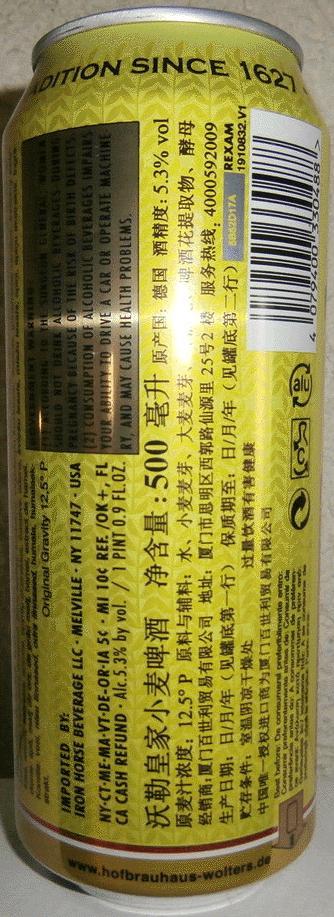 ADITION SINCE 1627
(1) ACCORDING TO THE SURGEON GENERAL, WOMEN
SHOULD NOT DRINK ALCOHOLIC BEVERAGES DURING
PREGNANCY BECAUSE OF THE RISK OF BIRTH DEFECTS.
(2) CONSUMPTION OF ALCOHOLIC BEVERAGES IMPAIRS
YOUR ABILITY TO DRIVE A CAR OR OPERATE MACHINE
RY, AND MAY CAUSE HEALTH PROBLEMS.
Original Gravity 12.5° P
IMPORTED BY:
IRON HORSE BEVERAGE LLC · MELVILLE · NY 11747 · USA
NY·CT·ME·MA·VT·DE·OR·IA 5¢ · MI 10¢ REF. /OK+, FL
CA CASH REFUND · Alc.5.3% by vol. / 1 PINT 0.9 FL.OZ.
沃勒皇家小麦啤酒 净含量:500 毫升 原产国:德国 酒精度:5.3% vol
原麦汁浓度:12.5° P 原料与辅料:水、小麦麦芽、大麦麦芽、啤酒花提取物、酵母
经销商:厦门百世利贸易有限公司 地址:厦门市思明区西郭路仙源里 25号2 楼 服务热线:4000592009
生产日期:日/月/年(见罐底第一行) 保质期至:日/月/年(见罐底第二行)
贮存条件:室温阴凉干燥处 过量饮酒有害健康
中国唯一授权进口商为厦门百世利贸易有限公司
REXAM
1910832.V1
6B62D17A
4 079400 330488 >
Best before:
www.hofbrauhaus-wolters.de